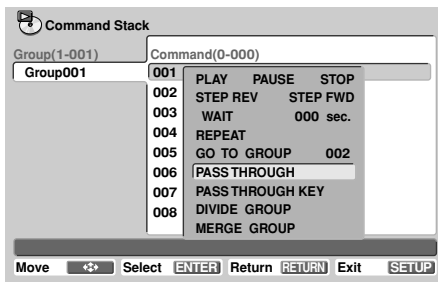 Command Stack
Group(1-001) Command(0-000)
Group001
001
002
003
004
005
006
007
008
PLAY PAUSE STOP
STEP REV STEP FWD
WAIT 000 sec.
REPEAT
GO TO GROUP 002
PASS THROUGH
PASS THROUGH KEY
DIVIDE GROUP
MERGE GROUP
Move Select ENTER Return RETURN Exit SETUP